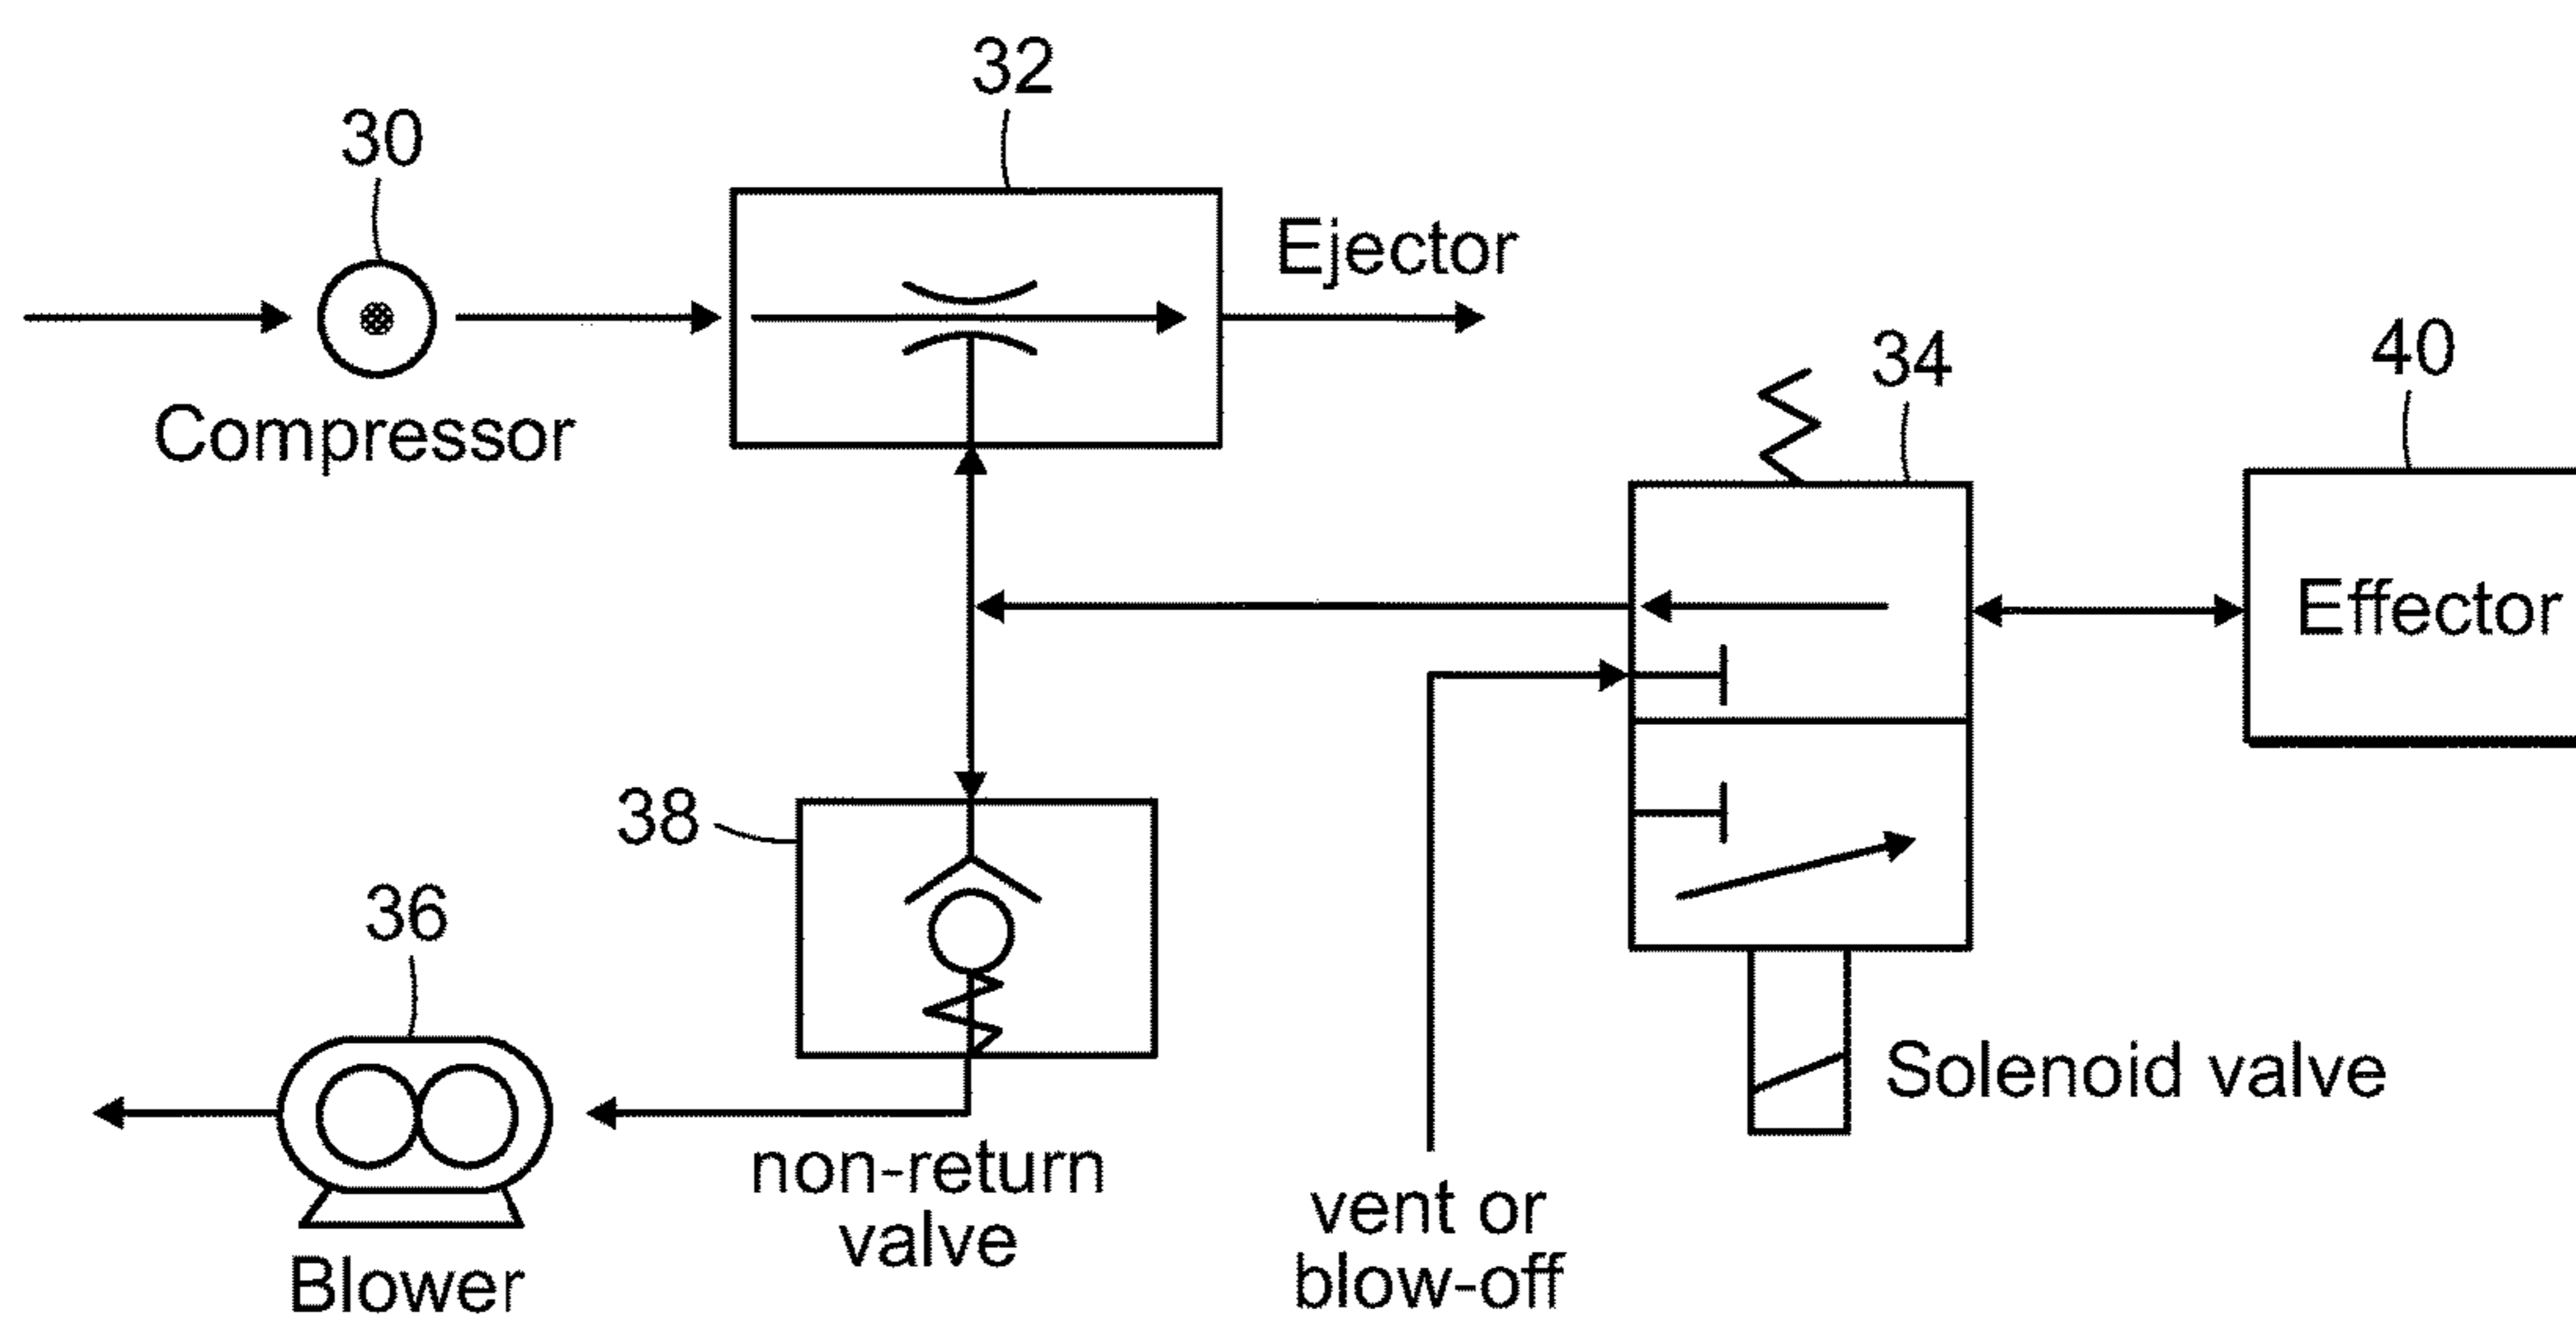 32
30
Ejector
34
40
Compressor
Effector
38
36
Solenoid valve
non-return
valve
vent or
blow-off
Blower